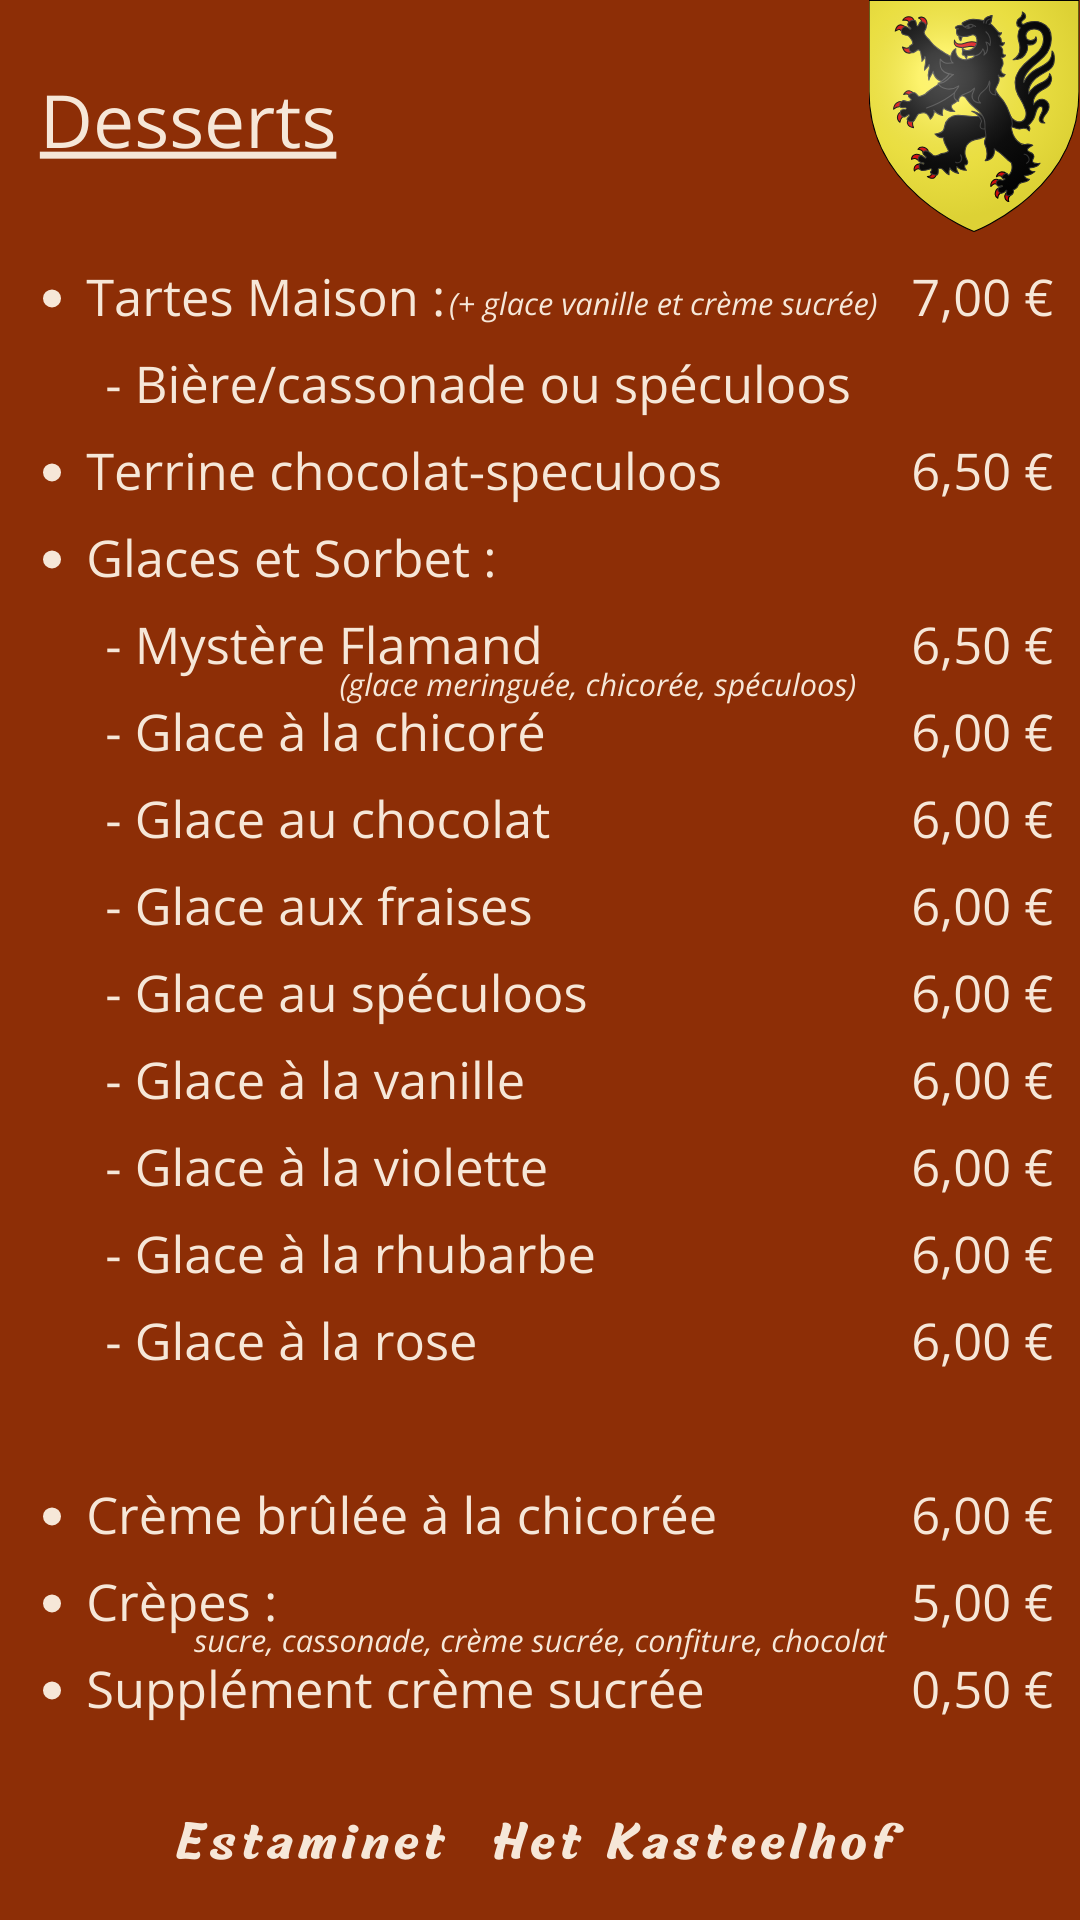 Desserts
• Tartes Maison : (+ glace vanille et crème sucrée) 7,00 €
- Bière/cassonade ou spéculoos
• Terrine chocolat-speculoos 6,50 €
• Glaces et Sorbet :
- Mystère Flamand 6,50 €
(glace meringuée, chicorée, spéculoos)
- Glace à la chicoré 6,00 €
- Glace au chocolat 6,00 €
- Glace aux fraises 6,00 €
- Glace au spéculoos 6,00 €
- Glace à la vanille 6,00 €
- Glace à la violette 6,00 €
- Glace à la rhubarbe 6,00 €
- Glace à la rose 6,00 €
• Crème brûlée à la chicorée 6,00 €
• Crèpes : 5,00 €
sucre, cassonade, crème sucrée, confiture, chocolat
• Supplément crème sucrée 0,50 €
Estaminet Het Kasteelhof